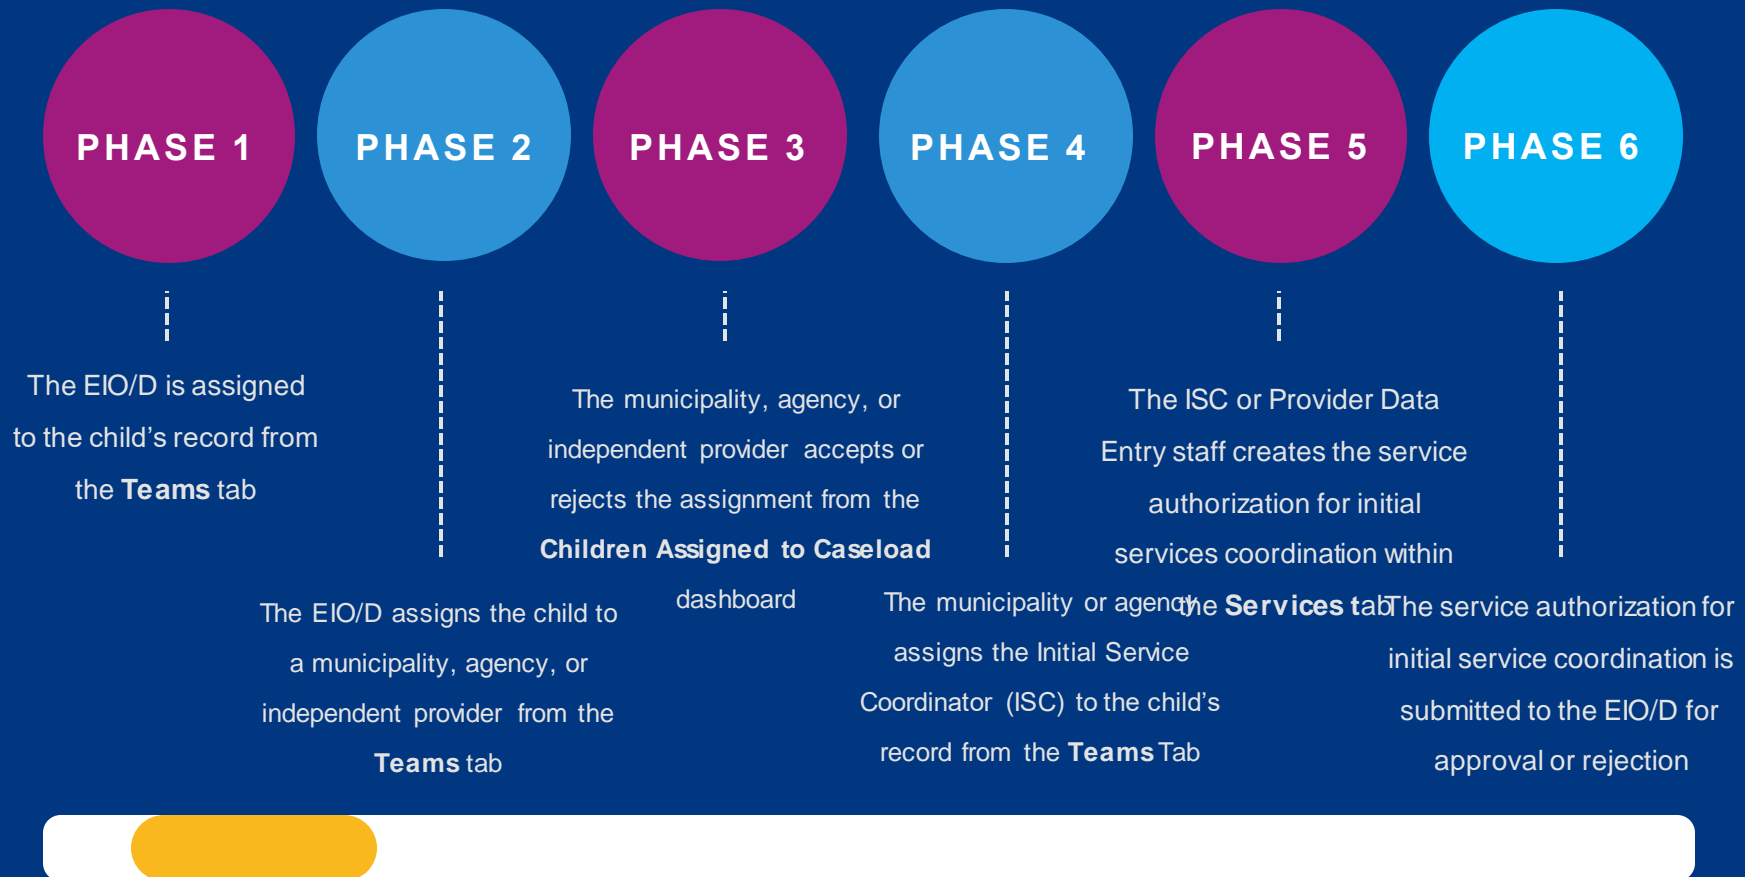 PHASE 1
PHASE 2
PHASE 3
PHASE 4
PHASE 5
PHASE 6
The EIO/D is assigned
to the child’s record from
the Teams tab
The EIO/D assigns the child to
a municipality, agency, or
independent provider from the
Teams tab
The municipality, agency, or
independent provider accepts or
rejects the assignment from the
Children Assigned to Caseload
dashboard
The municipality or agency
assigns the Initial Service
Coordinator (ISC) to the child’s
record from the Teams Tab
The ISC or Provider Data
Entry staff creates the service
authorization for initial
services coordination within
the Services tab
The service authorization for
initial service coordination is
submitted to the EIO/D for
approval or rejection